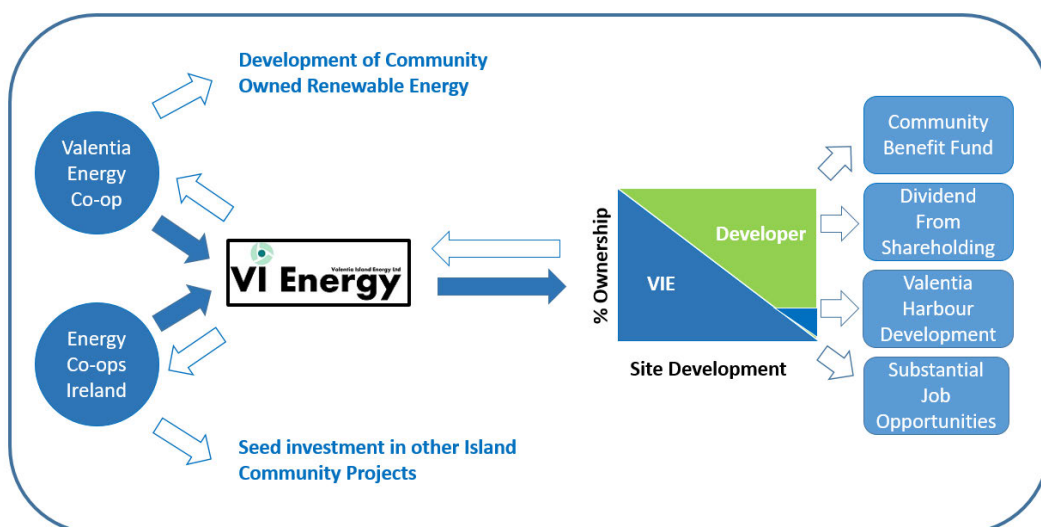 Development of Community
Owned Renewable Energy
Valentia
Energy
Co-op
Valentia Island Energy Ltd
VI Energy
Energy
Co-ops
Ireland
Seed investment in other Island
Community Projects
% Ownership
Developer
VIE
Site Development
Community
Benefit Fund
Dividend
From
Shareholding
Valentia
Harbour
Development
Substantial
Job
Opportunities